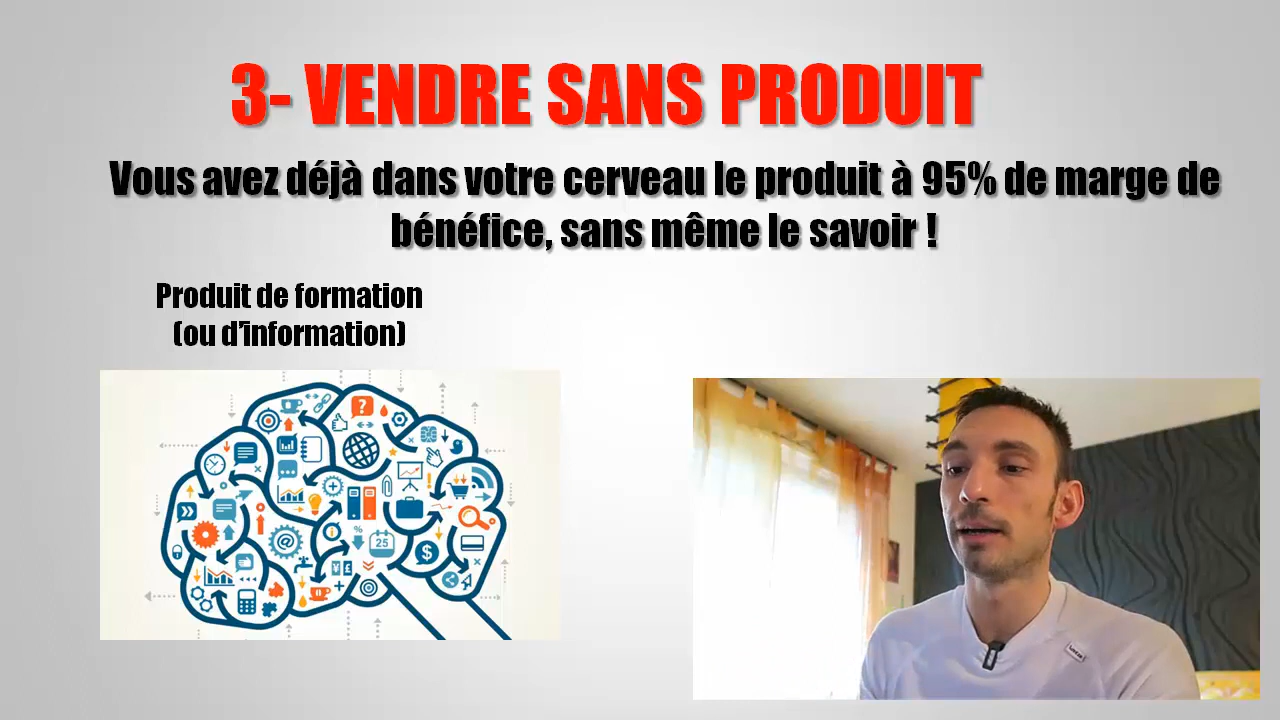 3- VENDRE SANS PRODUIT
Vous avez déjà dans votre cerveau le produit à 95% de marge de
bénéfice, sans même le savoir !
Produit de formation
(ou d'information)
?
@
%
25
$
¥€